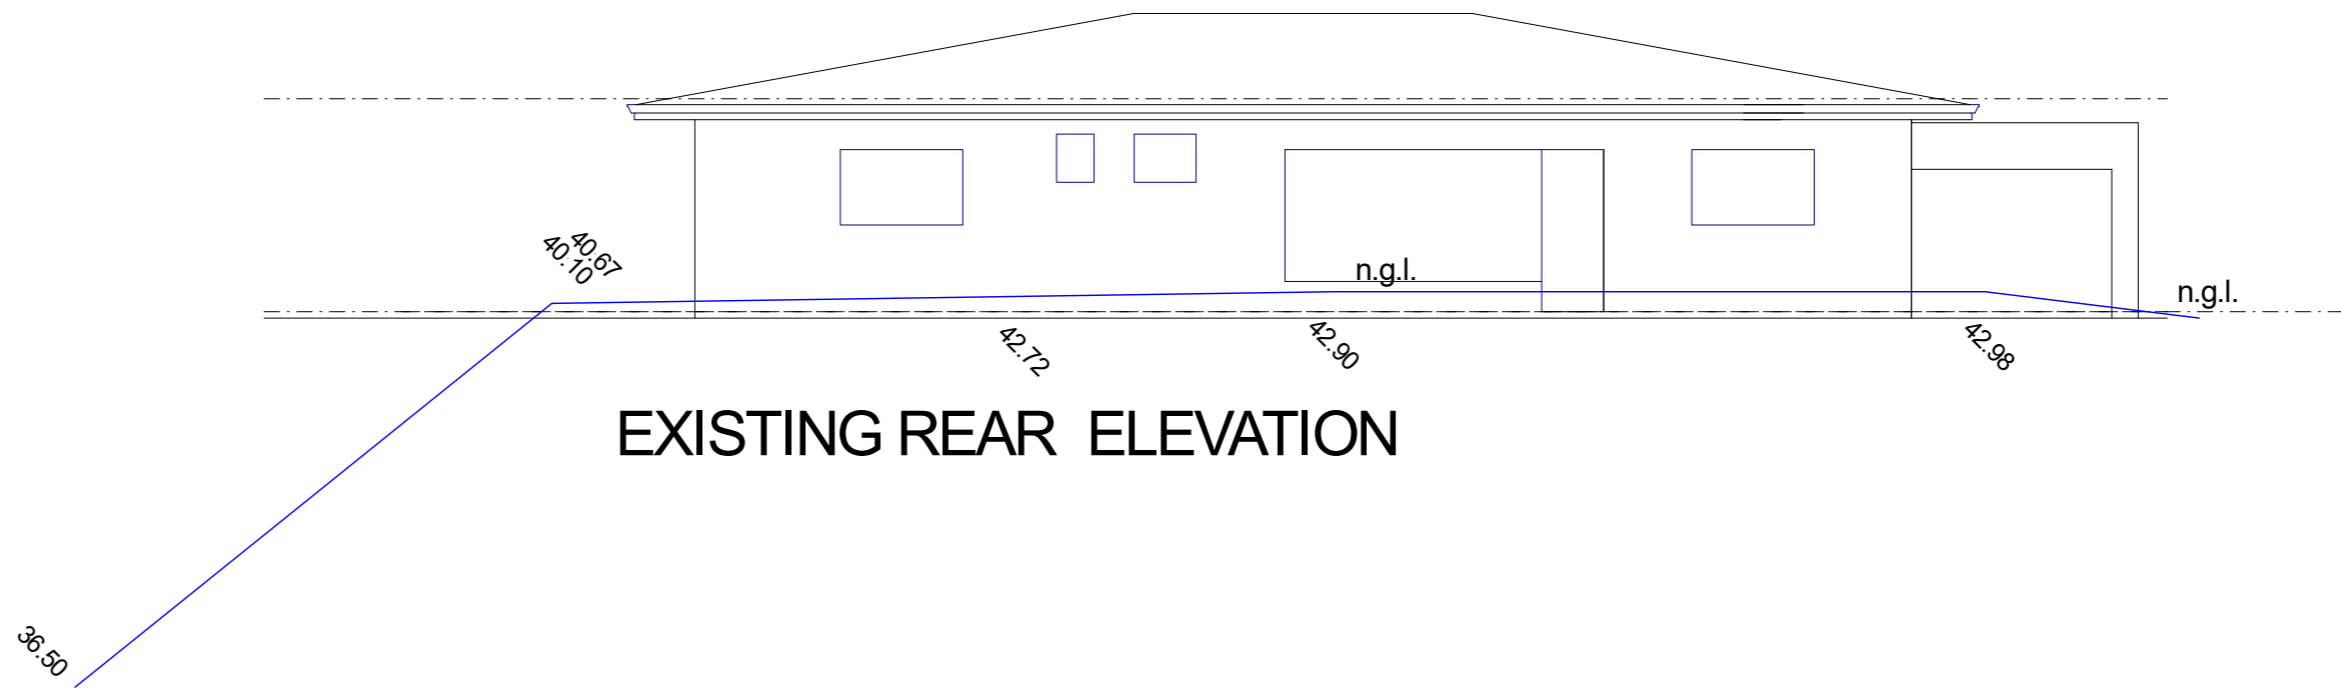 40.67
40.10
n.g.l.
n.g.l.
42.72
42.90
42.98
EXISTING REAR ELEVATION
36.50